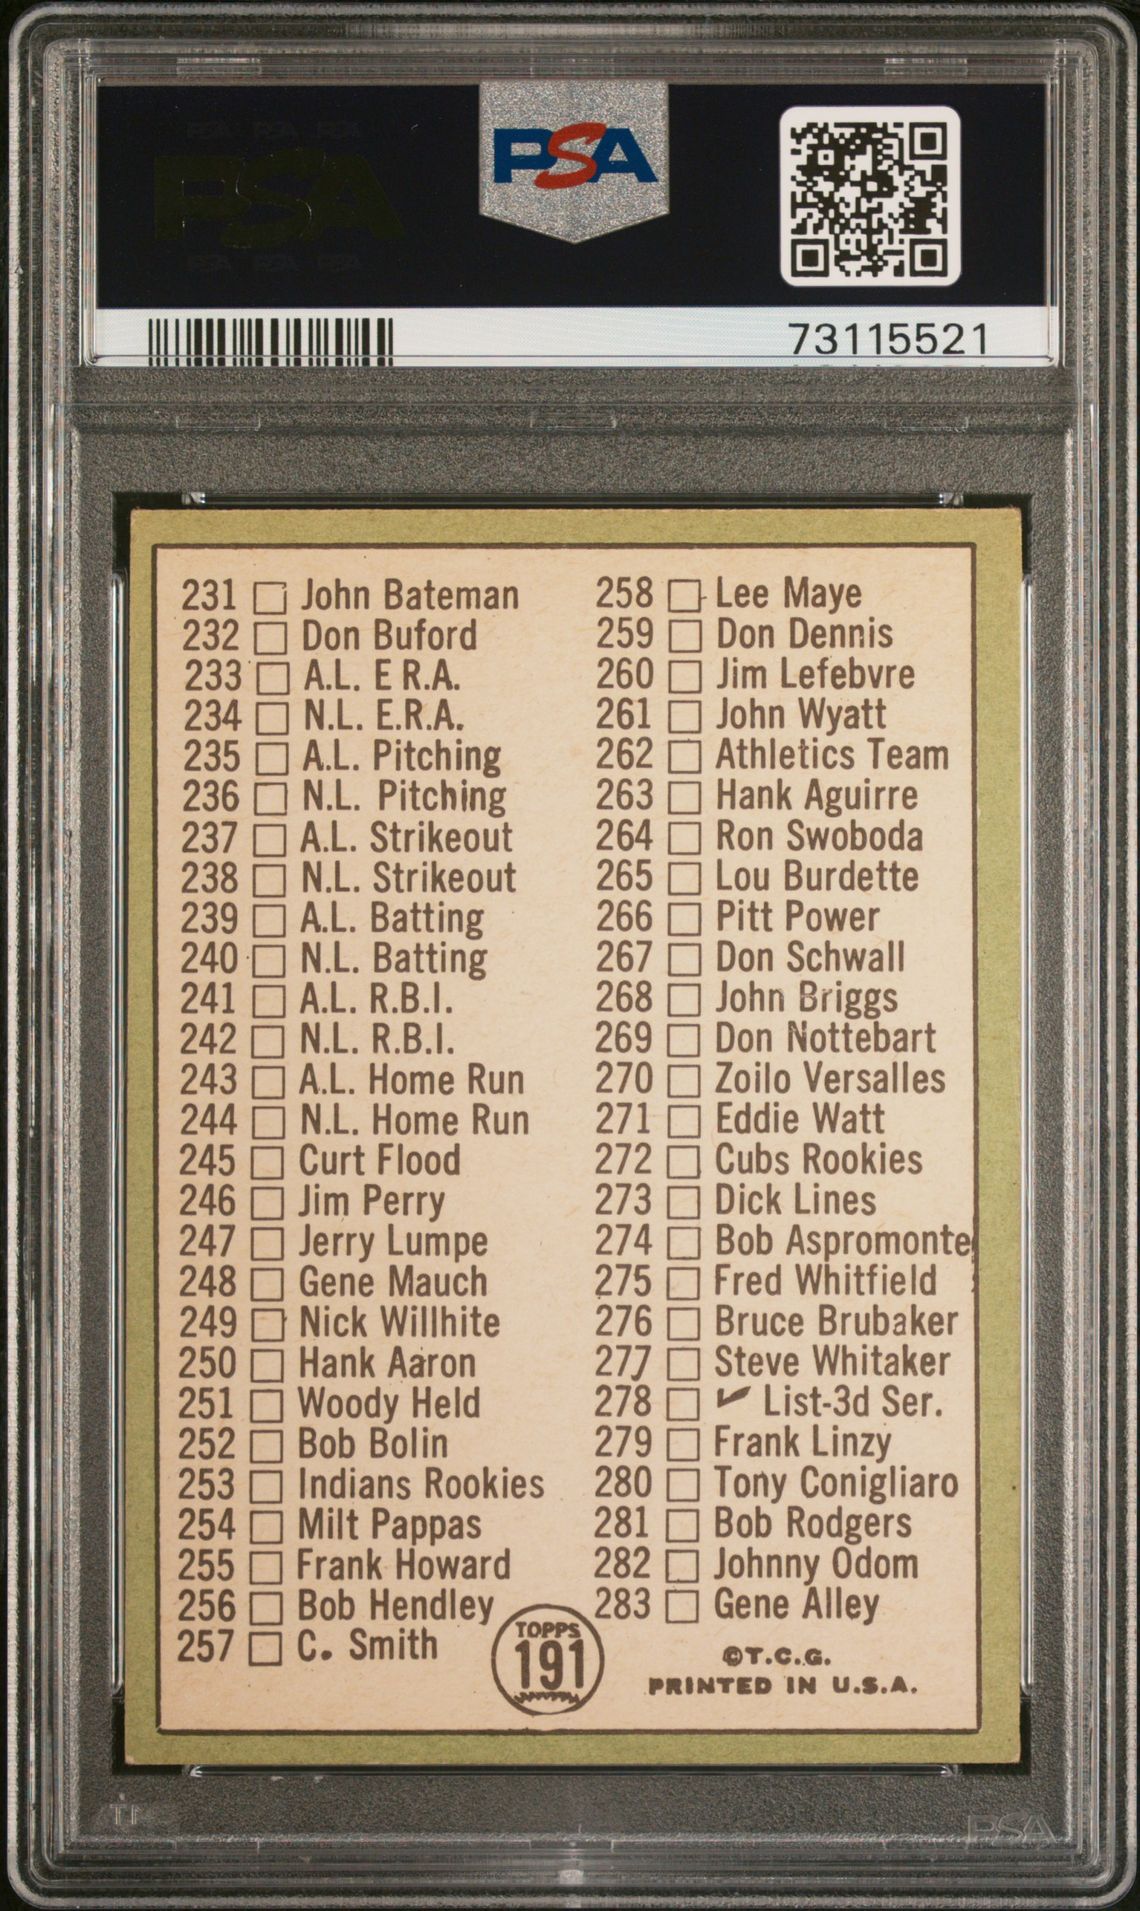 PSA
73115521
231 John Bateman
232 Don Buford
233 A.L. E R.A.
234 N.L. E.R.A.
235 A.L. Pitching
236 N.L. Pitching
237 A.L. Strikeout
238 N.L. Strikeout
239 A.L. Batting
240 N.L. Batting
241 A.L. R.B.I.
242 N.L. R.B.I.
243 A.L. Home Run
244 N.L. Home Run
245 Curt Flood
246 Jim Perry
247 Jerry Lumpe
248 Gene Mauch
249 Nick Willhite
250 Hank Aaron
251 Woody Held
252 Bob Bolin
253 Indians Rookies
254 Milt Pappas
255 Frank Howard
256 Bob Hendley
257 C. Smith
258 Lee Maye
259 Don Dennis
260 Jim Lefebvre
261 John Wyatt
262 Athletics Team
263 Hank Aguirre
264 Ron Swoboda
265 Lou Burdette
266 Pitt Power
267 Don Schwall
268 John Briggs
269 Don Nottebart
270 Zoilo Versalles
271 Eddie Watt
272 Cubs Rookies
273 Dick Lines
274 Bob Aspromonte
275 Fred Whitfield
276 Bruce Brubaker
277 Steve Whitaker
278 ✓ List-3d Ser.
279 Frank Linzy
280 Tony Conigliaro
281 Bob Rodgers
282 Johnny Odom
283 Gene Alley
TOPPS
191
©T.C.G.
PRINTED IN U.S.A.
PSA